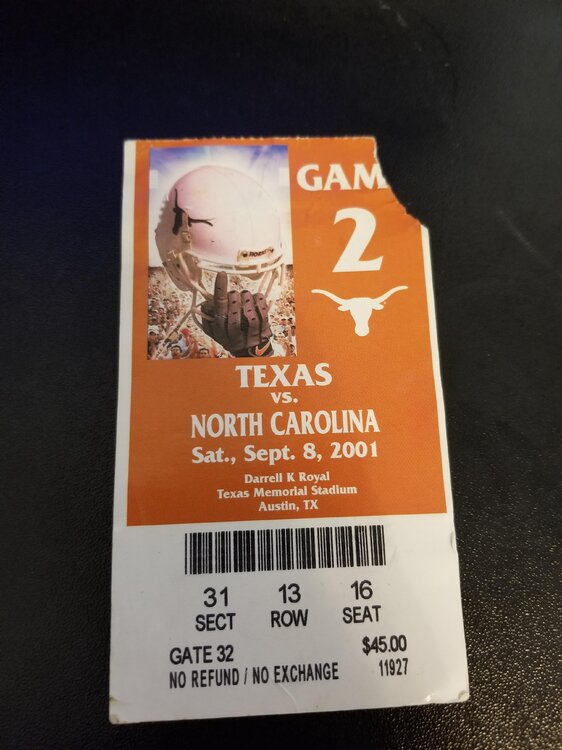 GAM
2
TEXAS
vs.
NORTH CAROLINA
Sat., Sept. 8, 2001
Darrell K Royal
Texas Memorial Stadium
Austin, TX
31 13 16
SECT ROW SEAT
GATE 32 $45.00
NO REFUND / NO EXCHANGE 11927